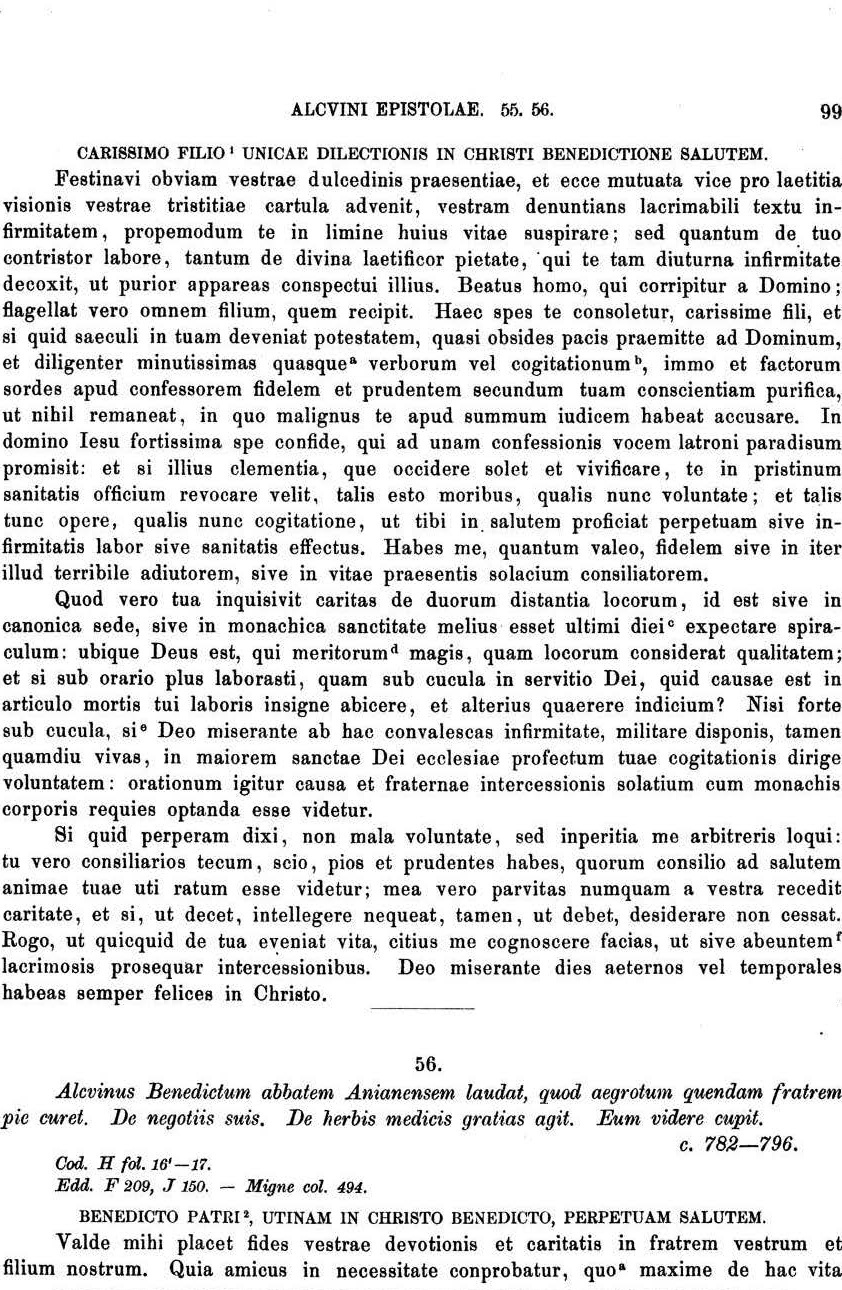 ALCVINI EPISTOLAE. 55. 56. 99
CARISSIMO FILIO¹ UNICAE DILECTIONIS IN CHRISTI BENEDICTIONE SALUTEM.
Festinavi obviam vestrae dulcedinis praesentiae, et ecce mutuata vice pro laetitia
visionis vestrae tristitiae cartula advenit, vestram denuntians lacrimabili textu in-
firmitatem, propemodum te in limine huius vitae suspirare; sed quantum de tuo
contristor labore, tantum de divina laetificor pietate, qui te tam diuturna infirmitate
decoxit, ut purior appareas conspectui illius. Beatus homo, qui corripitur a Domino;
flagellat vero omnem filium, quem recipit. Haec spes te consoletur, carissime fili, et
si quid saeculi in tuam deveniat potestatem, quasi obsides pacis praemitte ad Dominum,
et diligenter minutissimas quasqueᵃ verborum vel cogitationumᵇ, immo et factorum
sordes apud confessorem fidelem et prudentem secundum tuam conscientiam purifica,
ut nihil remaneat, in quo malignus te apud summum iudicem habeat accusare. In
domino Iesu fortissima spe confide, qui ad unam confessionis vocem latroni paradisum
promisit: et si illius clementia, que occidere solet et vivificare, te in pristinum
sanitatis officium revocare velit, talis esto moribus, qualis nunc voluntate; et talis
tunc opere, qualis nunc cogitatione, ut tibi in salutem proficiat perpetuam sive in-
firmitatis labor sive sanitatis effectus. Habes me, quantum valeo, fidelem sive in iter
illud terribile adiutorem, sive in vitae praesentis solacium consiliatorem.
Quod vero tua inquisivit caritas de duorum distantia locorum, id est sive in
canonica sede, sive in monachica sanctitate melius esset ultimi dieiᶜ expectare spira-
culum: ubique Deus est, qui meritorumᵈ magis, quam locorum considerat qualitatem;
et si sub orario plus laborasti, quam sub cucula in servitio Dei, quid causae est in
articulo mortis tui laboris insigne abicere, et alterius quaerere indicium? Nisi forte
sub cucula, siᵉ Deo miserante ab hac convalescas infirmitate, militare disponis, tamen
quamdiu vivas, in maiorem sanctae Dei ecclesiae profectum tuae cogitationis dirige
voluntatem: orationum igitur causa et fraternae intercessionis solatium cum monachis
corporis requies optanda esse videtur.
Si quid perperam dixi, non mala voluntate, sed inperitia me arbitreris loqui:
tu vero consiliarios tecum, scio, pios et prudentes habes, quorum consilio ad salutem
animae tuae uti ratum esse videtur; mea vero parvitas numquam a vestra recedit
caritate, et si, ut decet, intellegere nequeat, tamen, ut debet, desiderare non cessat.
Rogo, ut quicquid de tua eveniat vita, citius me cognoscere facias, ut sive abeuntemᶠ
lacrimosis prosequar intercessionibus. Deo miserante dies aeternos vel temporales
habeas semper felices in Christo.
56.
Alcvinus Benedictum abbatem Anianensem laudat, quod aegrotum quendam fratrem
pie curet. De negotiis suis. De herbis medicis gratias agit. Eum videre cupit.
c. 782—796.
Cod. H fol. 16'—17.
Edd. F 209, J 150. — Migne col. 494.
BENEDICTO PATRI², UTINAM IN CHRISTO BENEDICTO, PERPETUAM SALUTEM.
Valde mihi placet fides vestrae devotionis et caritatis in fratrem vestrum et
filium nostrum. Quia amicus in necessitate conprobatur, quoᵃ maxime de hac vita